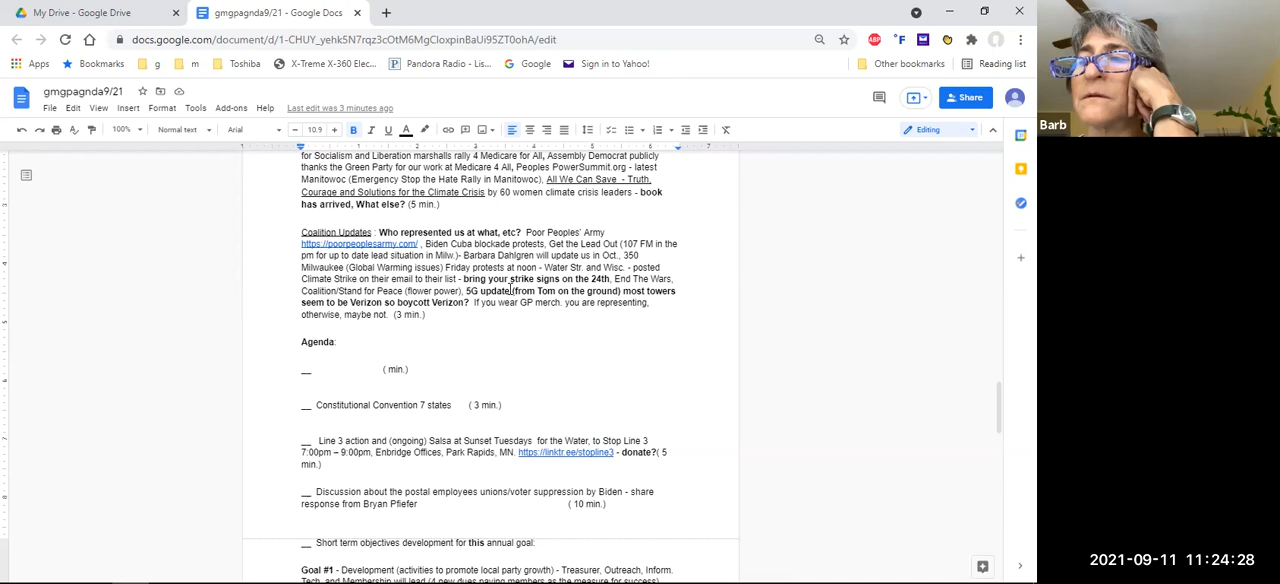 My Drive - Google Drive
gmgpagnda9/21 - Google Docs
docs.google.com/document/d/1-CHUY_yehk5N7rqz3cOtM6MgCloxpinBaUi95ZT0ohA/edit
Apps Bookmarks g m Toshiba X-Treme X-360 Elec... Pandora Radio - Lis... Google Sign in to Yahoo! Other bookmarks Reading list
gmgpagnda9/21
File Edit View Insert Format Tools Add-ons Help Last edit was 3 minutes ago
Share
100% Normal text Arial 10.9 Editing
for Socialism and Liberation marshalls rally 4 Medicare for All, Assembly Democrat publicly
thanks the Green Party for our work at Medicare 4 All, Peoples PowerSummit.org - latest
Manitowoc (Emergency Stop the Hate Rally in Manitowoc), All We Can Save - Truth,
Courage and Solutions for the Climate Crisis by 60 women climate crisis leaders - book
has arrived, What else? (5 min.)
Coalition Updates : Who represented us at what, etc? Poor Peoples' Army
https://poorpeoplesarmy.com/ , Biden Cuba blockade protests, Get the Lead Out (107 FM in the
pm for up to date lead situation in Milw.)- Barbara Dahlgren will update us in Oct., 350
Milwaukee (Global Warming issues) Friday protests at noon - Water Str. and Wisc. - posted
Climate Strike on their email to their list - bring your strike signs on the 24th, End The Wars,
Coalition/Stand for Peace (flower power), 5G update(from Tom on the ground) most towers
seem to be Verizon so boycott Verizon? If you wear GP merch. you are representing,
otherwise, maybe not. (3 min.)
Agenda:
__ ( min.)
__ Constitutional Convention 7 states ( 3 min.)
__ Line 3 action and (ongoing) Salsa at Sunset Tuesdays for the Water, to Stop Line 3
7:00pm – 9:00pm, Enbridge Offices, Park Rapids, MN. https://linktr.ee/stopline3 - donate?( 5
min.)
__ Discussion about the postal employees unions/voter suppression by Biden - share
response from Bryan Pfiefer ( 10 min.)
__ Short term objectives development for this annual goal:
Goal #1 - Development (activities to promote local party growth) - Treasurer, Outreach, Inform.
Tech, and Membership will lead (4 new dues paying members as the measure for success)
Barb
2021-09-11 11:24:28